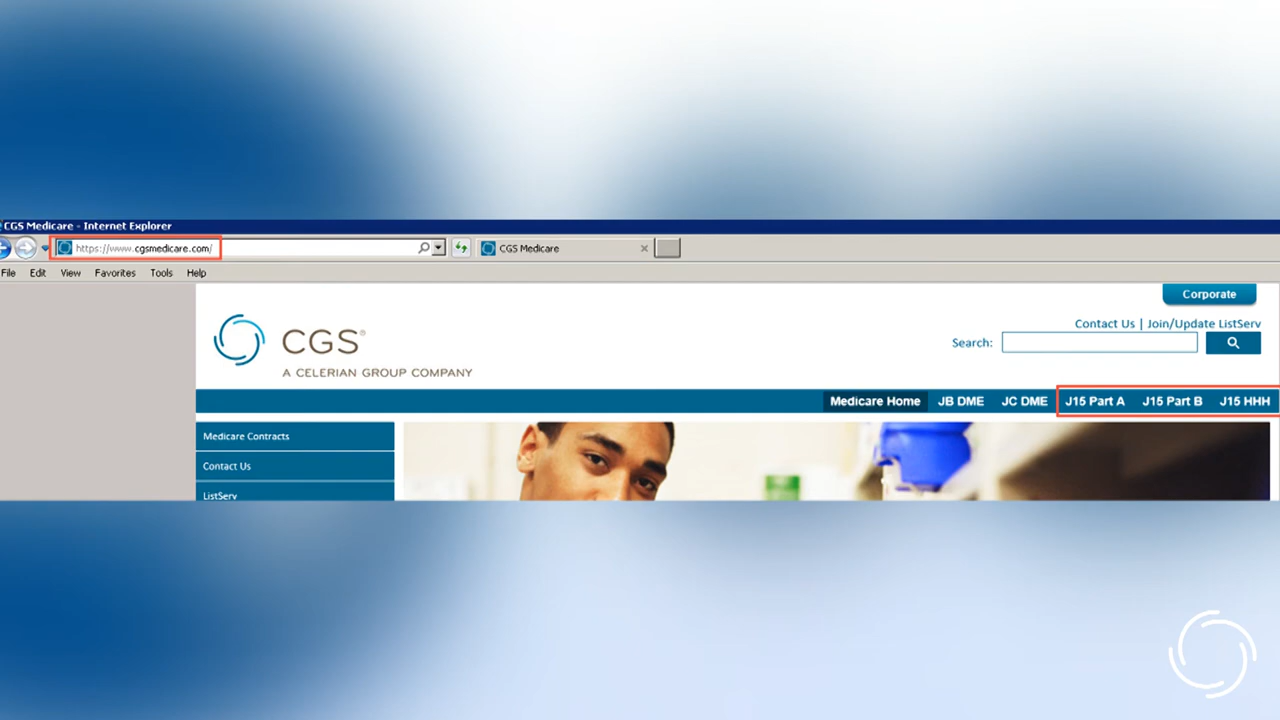 CGS Medicare - Internet Explorer
https://www.cgsmedicare.com/
CGS Medicare
File Edit View Favorites Tools Help
Corporate
Contact Us | Join/Update ListServ
CGS®
Search:
A CELERIAN GROUP COMPANY
Medicare Home JB DME JC DME J15 Part A J15 Part B J15 HHH
Medicare Contracts
Contact Us
ListServ